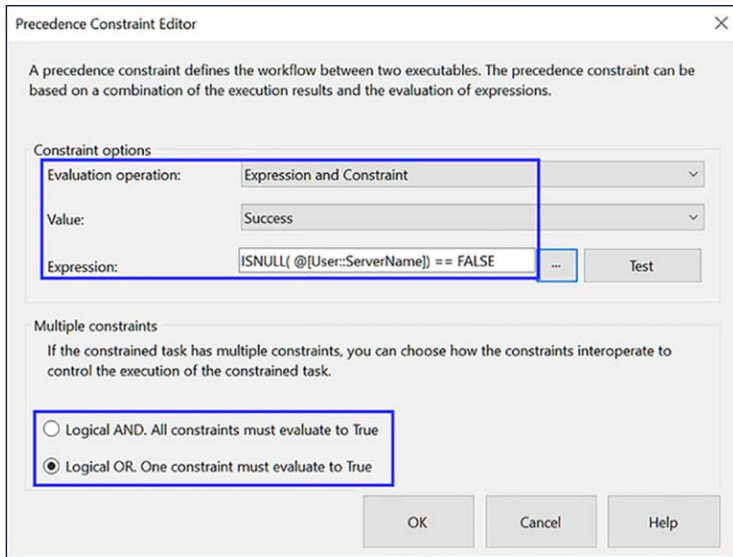 Precedence Constraint Editor
A precedence constraint defines the workflow between two executables. The precedence constraint can be
based on a combination of the execution results and the evaluation of expressions.
Constraint options
Evaluation operation: Expression and Constraint
Value: Success
Expression: ISNULL( @[User::ServerName]) == FALSE ... Test
Multiple constraints
If the constrained task has multiple constraints, you can choose how the constraints interoperate to
control the execution of the constrained task.
Logical AND. All constraints must evaluate to True
Logical OR. One constraint must evaluate to True
OK Cancel Help